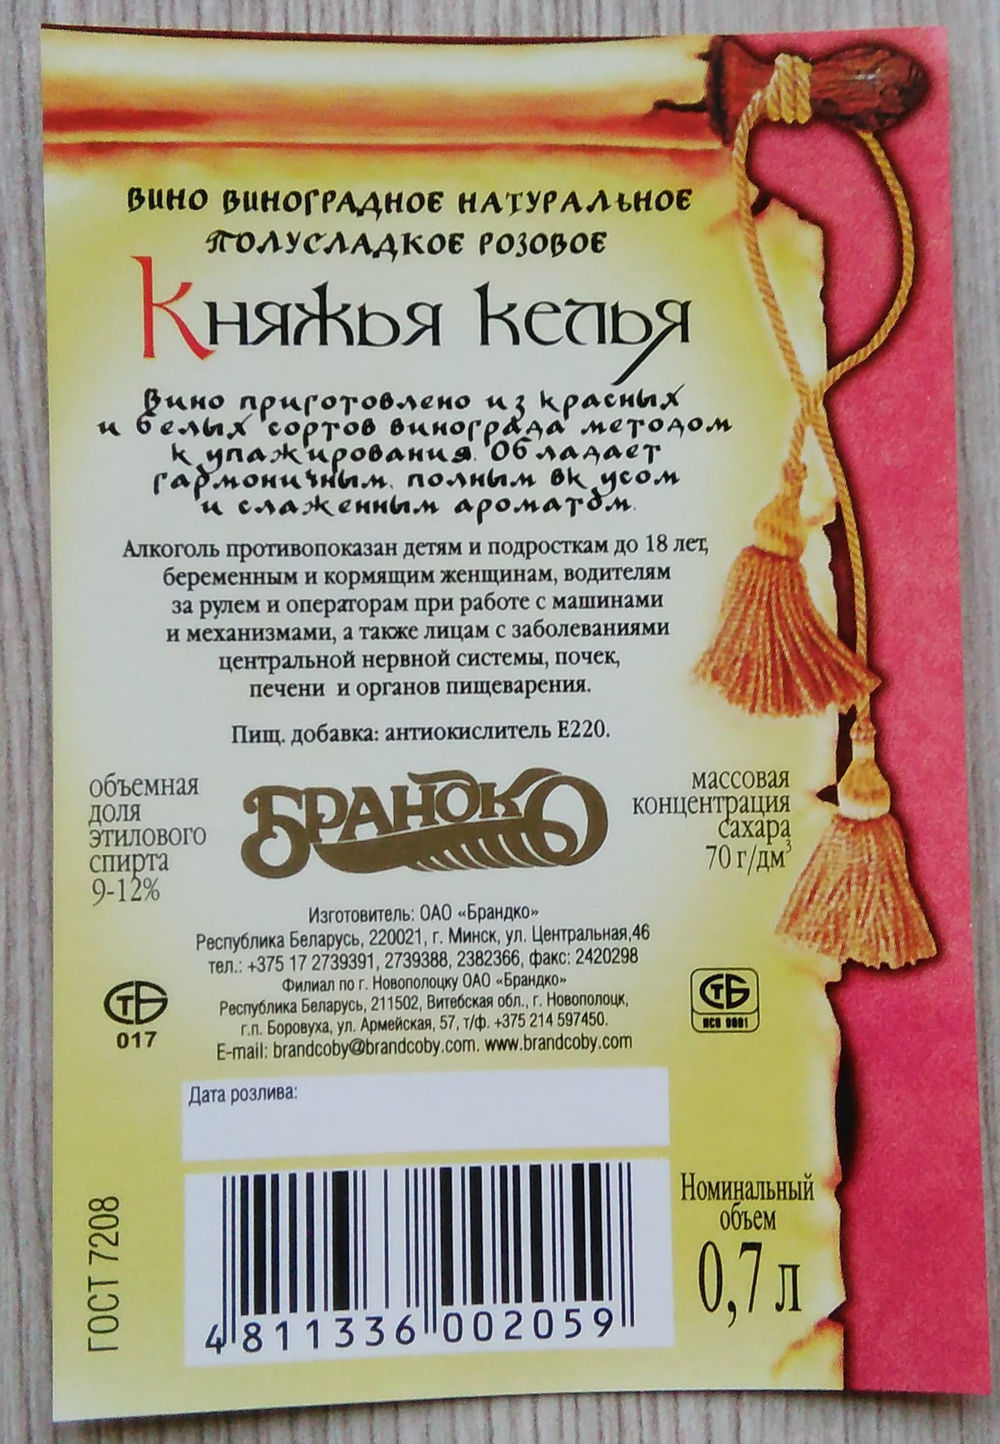 Вино виноградное натуральное
полусладкое розовое
Княжья келья
Вино приготовлено из красных
и белых сортов винограда методом
купажирования. Обладает
гармоничным, полным вкусом
и слаженным ароматом.
Алкоголь противопоказан детям и подросткам до 18 лет,
беременным и кормящим женщинам, водителям
за рулем и операторам при работе с машинами
и механизмами, а также лицам с заболеваниями
центральной нервной системы, почек,
печени и органов пищеварения.
Пищ. добавка: антиокислитель Е220.
объемная
доля
этилового
спирта
9-12%
БРАНДКО
массовая
концентрация
сахара
70 г/дм³
Изготовитель: ОАО «Брандко»
Республика Беларусь, 220021, г. Минск, ул. Центральная,46
тел.: +375 17 2739391, 2739388, 2382366, факс: 2420298
Филиал по г. Новополоцку ОАО «Брандко»
Республика Беларусь, 211502, Витебская обл., г. Новополоцк,
г.п. Боровуха, ул. Армейская, 57, т/ф. +375 214 597450.
E-mail: brandcoby@brandcoby.com. www.brandcoby.com
СТБ
017
СТБ
ИСО 9001
Дата розлива:
ГОСТ 7208
4 811336 002059
Номинальный
объем
0,7 л